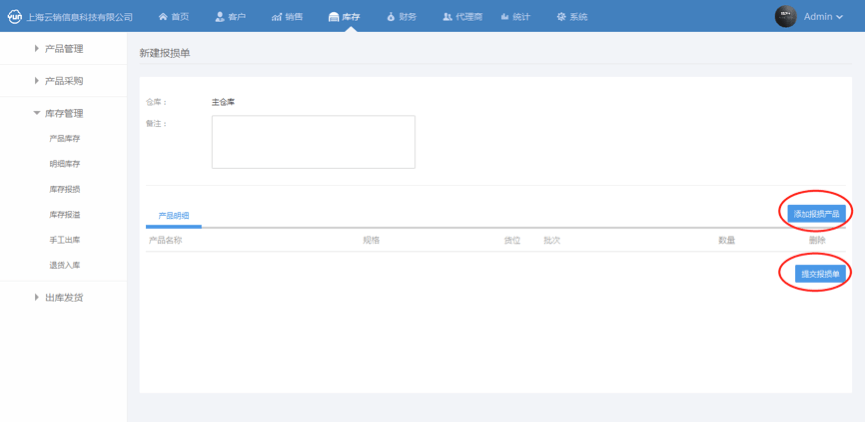 yun 上海云销信息科技有限公司 首页 客户 销售 库存 财务 代理商 统计 系统 Admin
产品管理
产品采购
库存管理
产品库存
明细库存
库存报损
库存报溢
手工出库
退货入库
出库发货
新建报损单
仓库： 主仓库
备注：
添加报损产品
产品明细
产品名称 规格 货位 批次 数量 删除
提交报损单